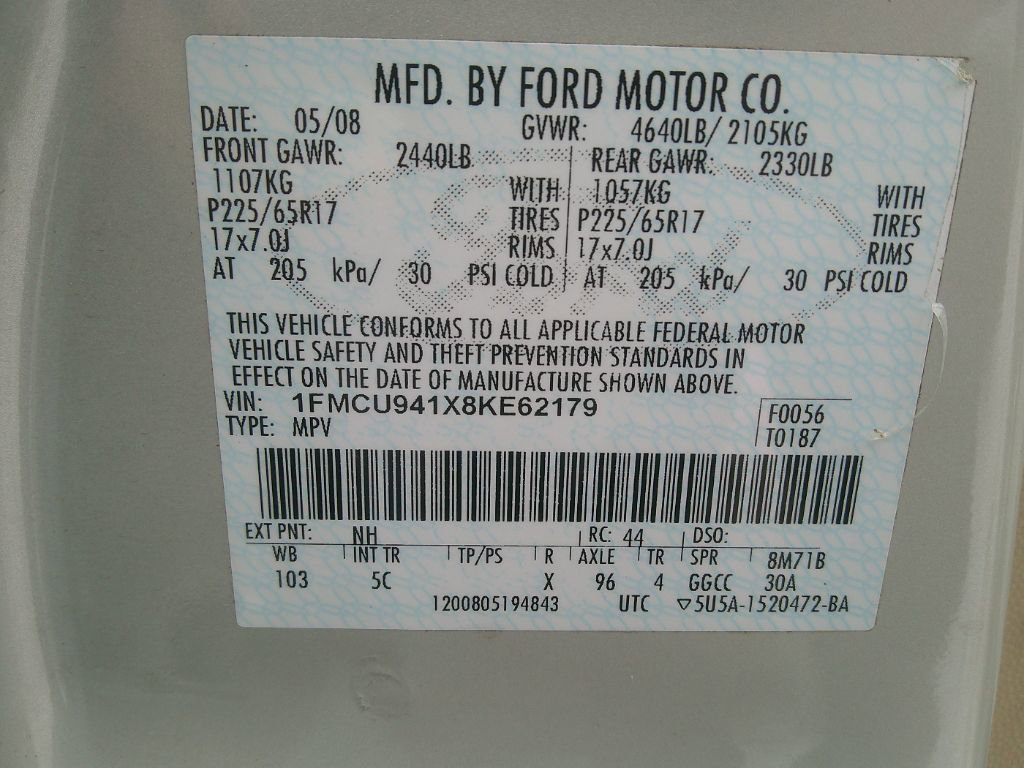 MFD. BY FORD MOTOR CO.
DATE: 05/08 GVWR: 4640LB/ 2105KG
FRONT GAWR: 2440LB REAR GAWR: 2330LB
1107KG WITH 1057KG WITH
P225/65R17 TIRES P225/65R17 TIRES
17x7.0J RIMS 17x7.0J RIMS
AT 205 kPa/ 30 PSI COLD AT 205 kPa/ 30 PSI COLD
THIS VEHICLE CONFORMS TO ALL APPLICABLE FEDERAL MOTOR
VEHICLE SAFETY AND THEFT PREVENTION STANDARDS IN
EFFECT ON THE DATE OF MANUFACTURE SHOWN ABOVE.
VIN: 1FMCU941X8KE62179 F0056
TYPE: MPV T0187
EXT PNT: NH RC: 44 DSO:
WB INT TR TP/PS R AXLE TR SPR 8M71B
103 5C X 96 4 GGCC 30A
1200805194843 UTC ▽5U5A-1520472-BA